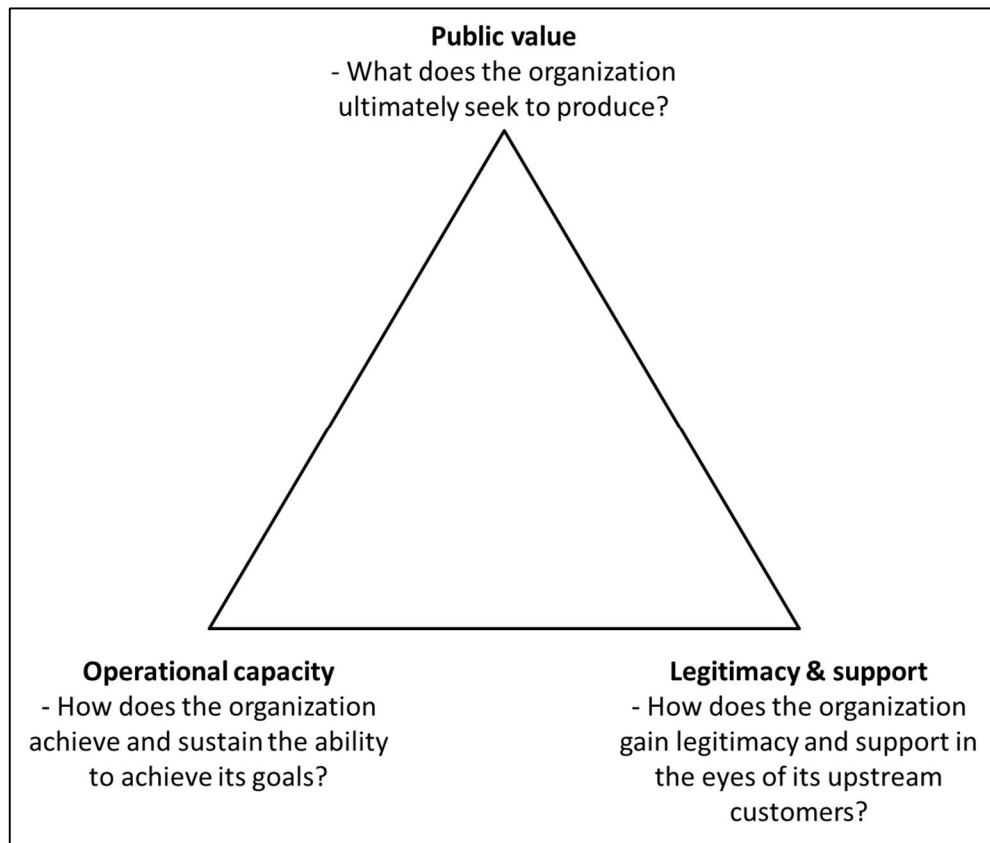 Public value
- What does the organization
ultimately seek to produce?
Operational capacity
- How does the organization
achieve and sustain the ability
to achieve its goals?
Legitimacy & support
- How does the organization
gain legitimacy and support in
the eyes of its upstream
customers?